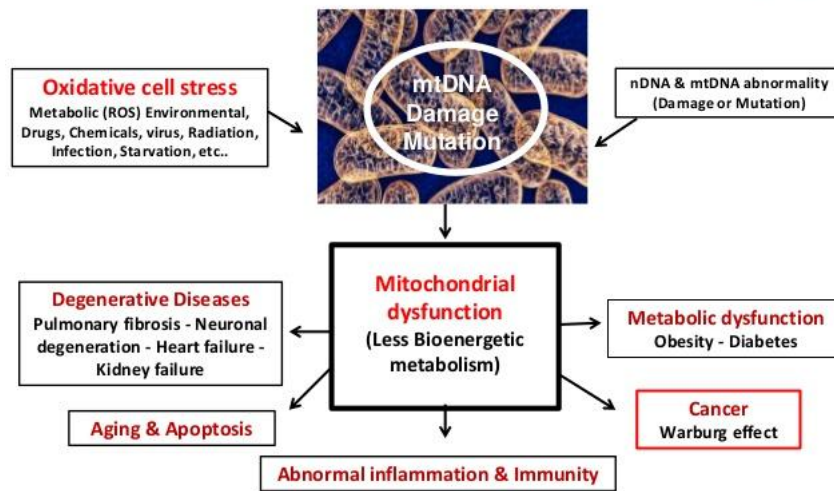 Oxidative cell stress
Metabolic (ROS) Environmental,
Drugs, Chemicals, virus, Radiation,
Infection, Starvation, etc..
mtDNA
Damage
Mutation
nDNA & mtDNA abnormality
(Damage or Mutation)
Mitochondrial
dysfunction
(Less Bioenergetic
metabolism)
Degenerative Diseases
Pulmonary fibrosis - Neuronal
degeneration - Heart failure -
Kidney failure
Metabolic dysfunction
Obesity - Diabetes
Aging & Apoptosis
Cancer
Warburg effect
Abnormal inflammation & Immunity